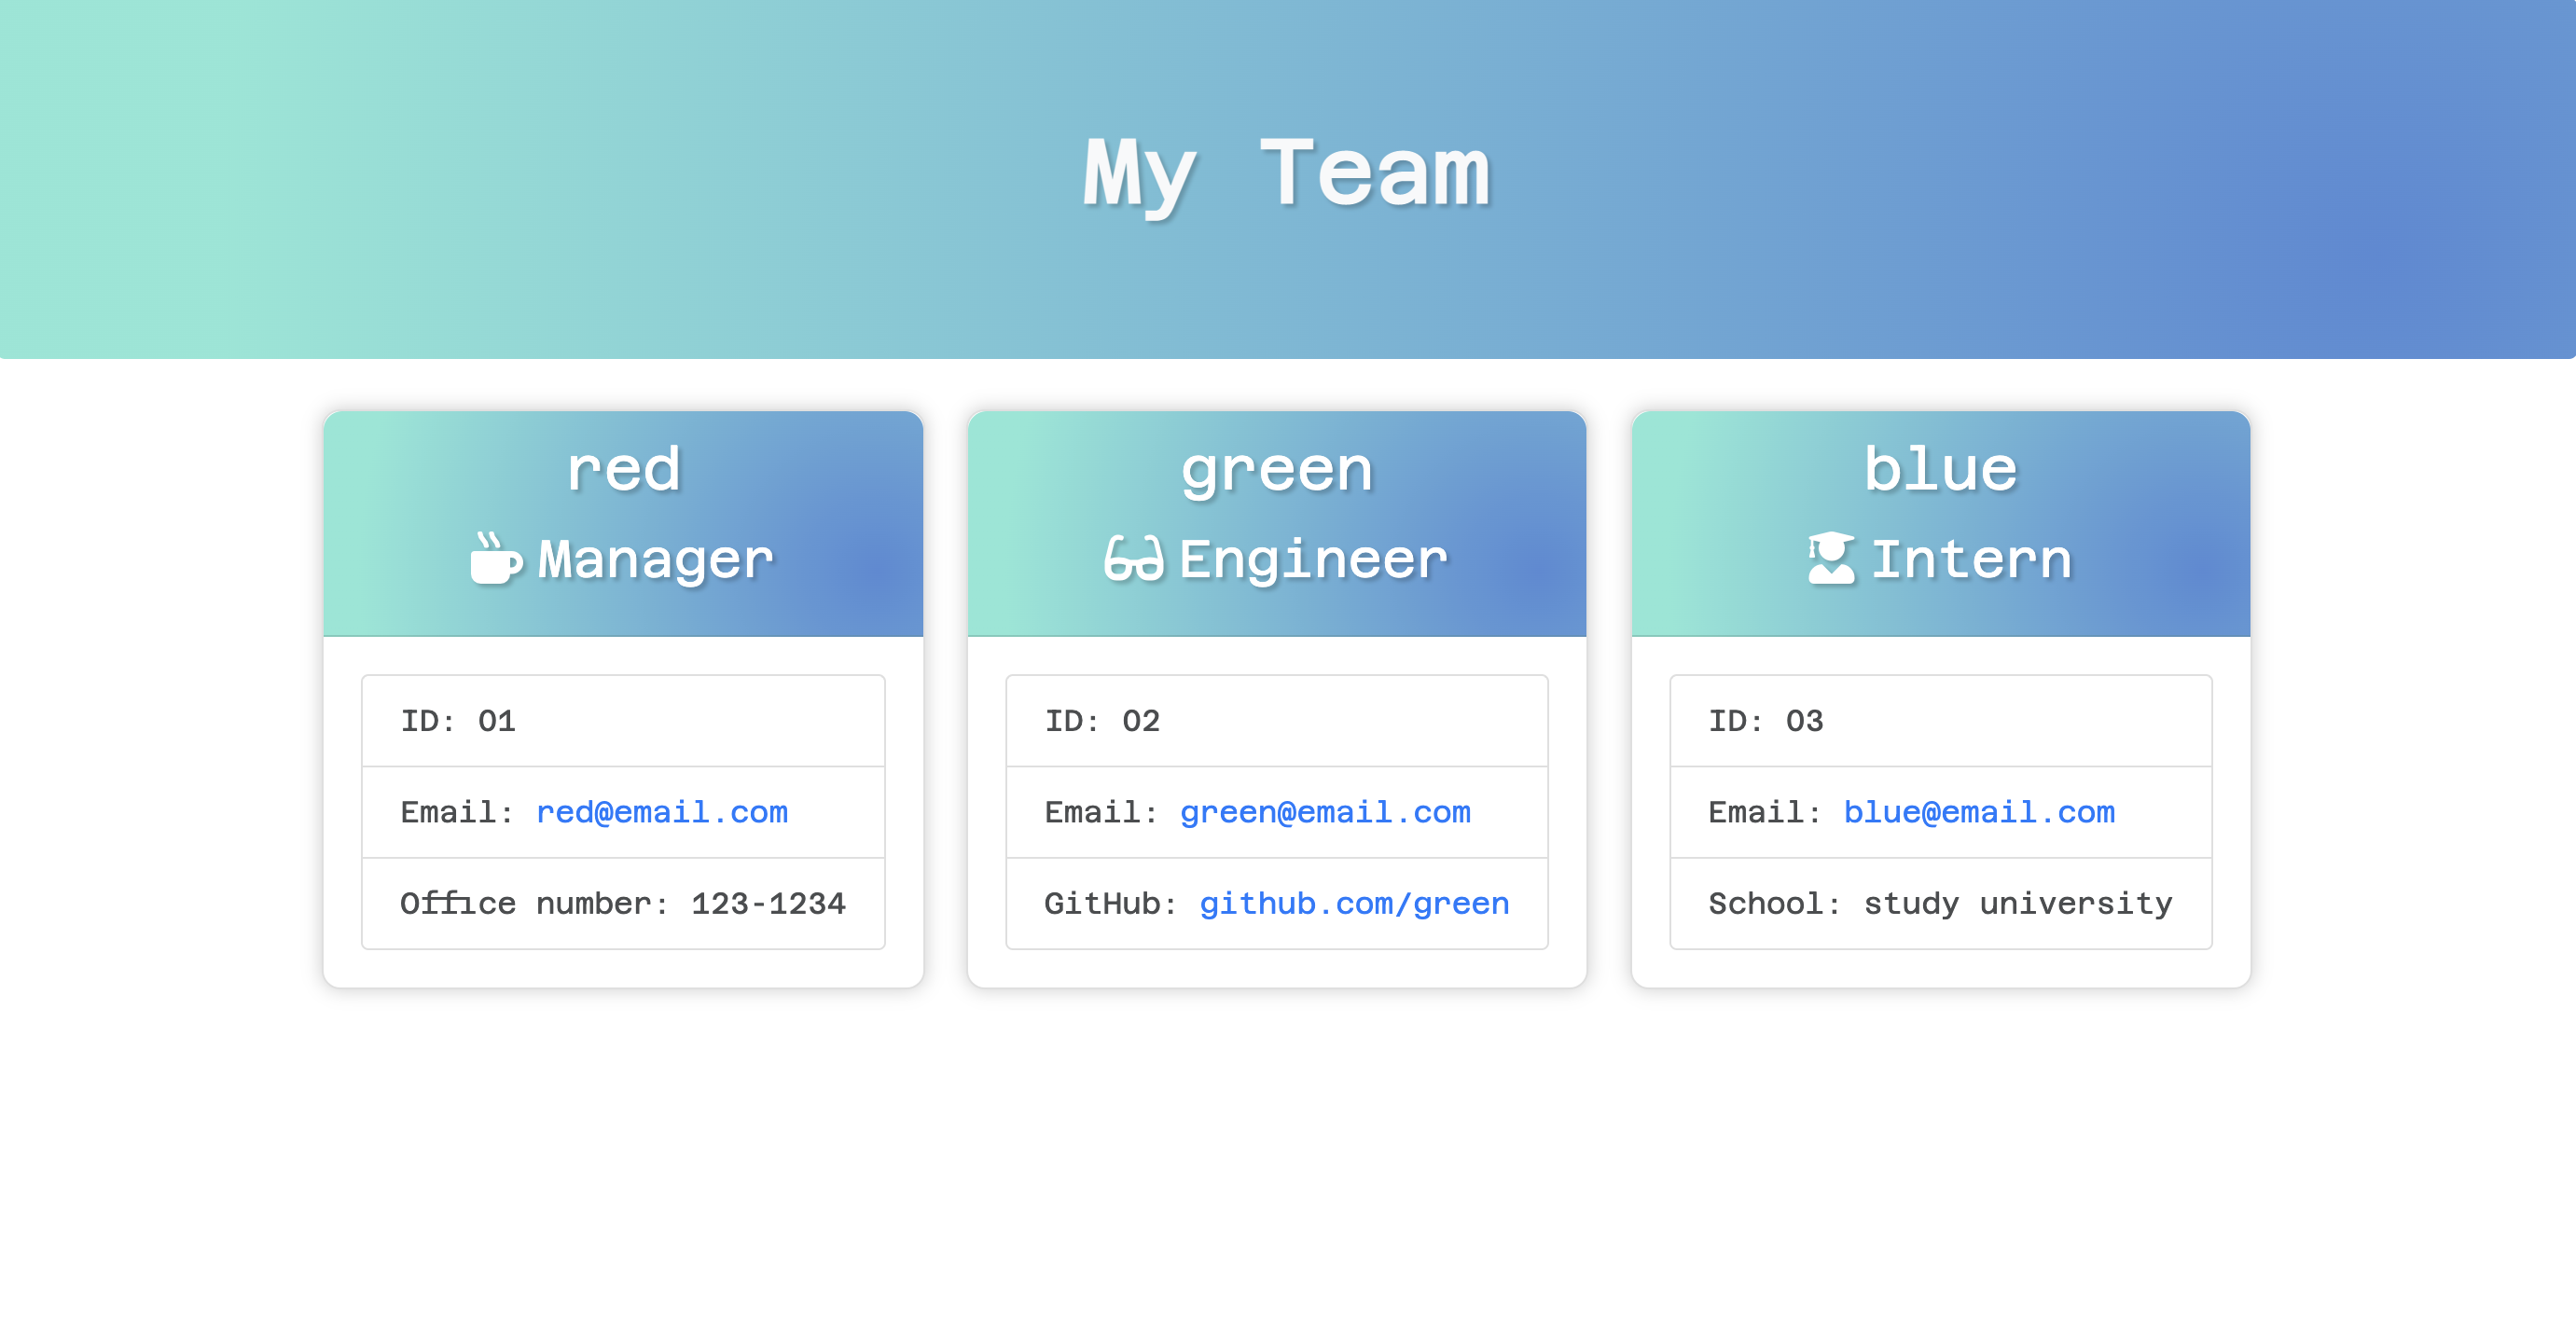 My Team
red
Manager
ID: 01
Email: red@email.com
Office number: 123-1234
green
Engineer
ID: 02
Email: green@email.com
GitHub: github.com/green
blue
Intern
ID: 03
Email: blue@email.com
School: study university